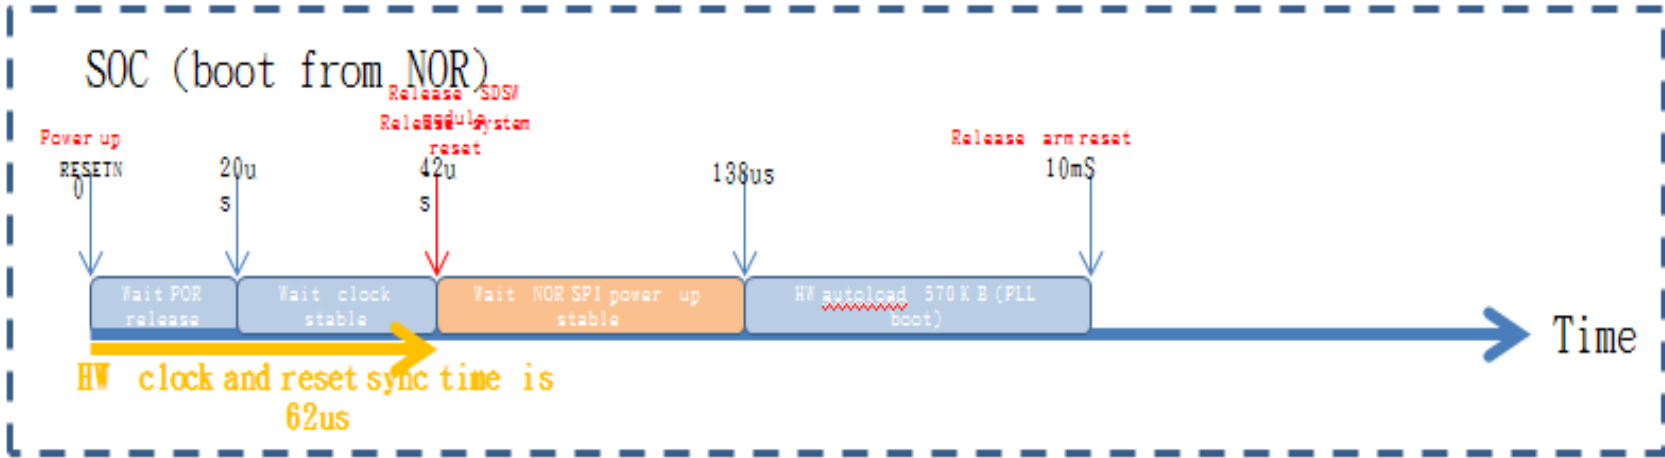 SOC (boot from NOR)
Release SDSW
module
Release system
reset
Power up
RESETN
0
20u
s
42u
s
138us
Release arm reset
10mS
Wait POR
release
Wait clock
stable
Wait NOR SPI power up
stable
HW autoload 570 K B (PLL
boot)
Time
HW clock and reset sync time is
62us